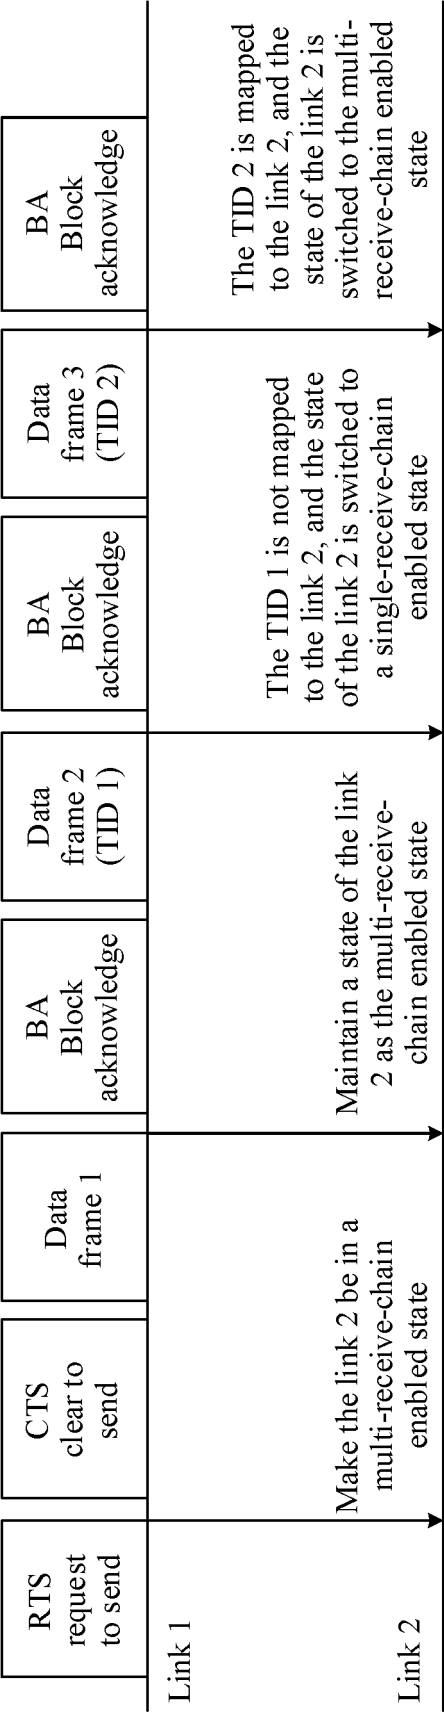 RTS
request
to send
CTS
clear to
send
Data
frame 1
BA
Block
acknowledge
Data
frame 2
(TID 1)
BA
Block
acknowledge
Data
frame 3
(TID 2)
BA
Block
acknowledge
Link 1
Make the link 2 be in a
multi-receive-chain
enabled state
Maintain a state of the link
2 as the multi-receive-
chain enabled state
The TID 1 is not mapped
to the link 2, and the state
of the link 2 is switched to
a single-receive-chain
enabled state
The TID 2 is mapped
to the link 2, and the
state of the link 2 is
switched to the multi-
receive-chain enabled
state
Link 2